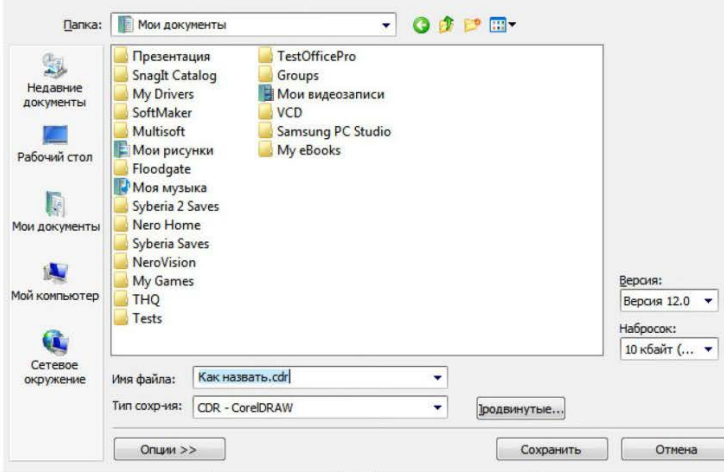 Папка: Мои документы
Недавние документы
Рабочий стол
Мои документы
Мой компьютер
Сетевое окружение
Презентация
SnagIt Catalog
My Drivers
SoftMaker
Multisoft
Мои рисунки
Floodgate
Моя музыка
Syberia 2 Saves
Nero Home
Syberia Saves
NeroVision
My Games
THQ
Tests
TestOfficePro
Groups
Мои видеозаписи
VCD
Samsung PC Studio
My eBooks
Версия:
Версия 12.0
Набросок:
10 кбайт (...
Имя файла: Как назвать.cdr
Тип сохр-ия: CDR - CorelDRAW
Продвинутые...
Опции >> Сохранить Отмена